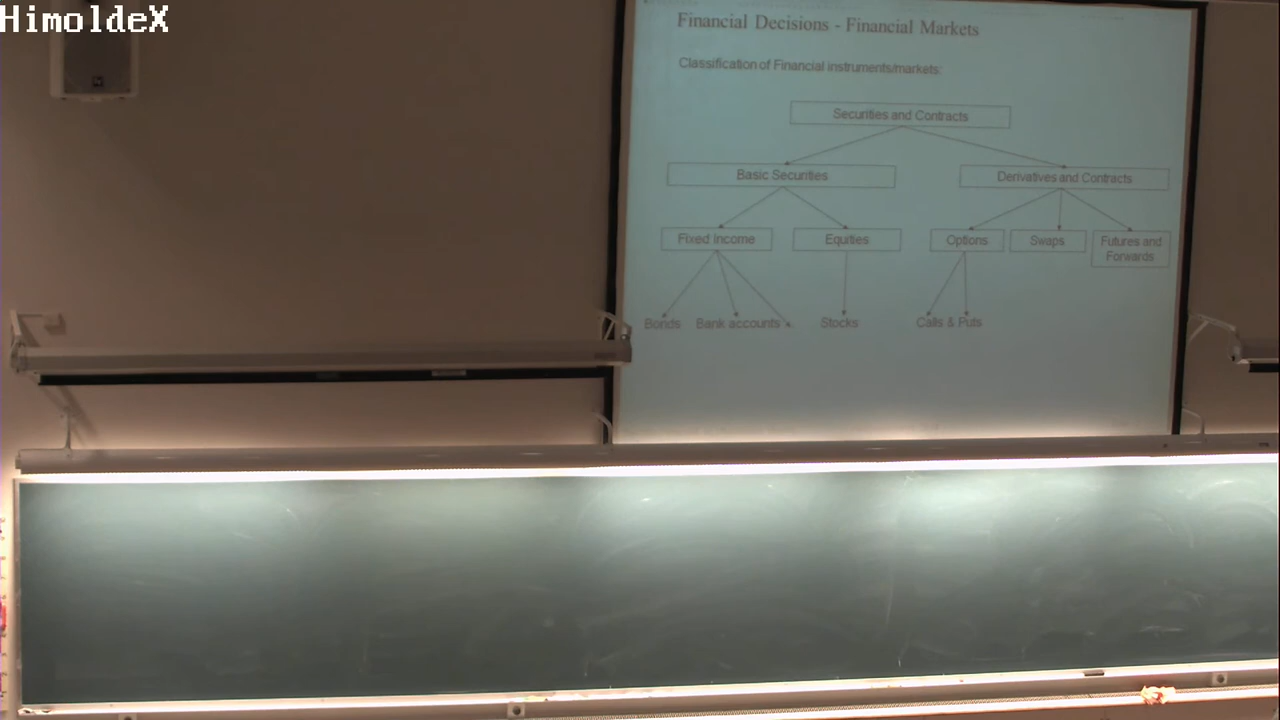 HimoldeX
Financial Decisions - Financial Markets
Classification of Financial instruments/markets:
Securities and Contracts
Basic Securities
Derivatives and Contracts
Fixed Income
Equities
Options
Swaps
Futures and
Forwards
Bonds
Bank accounts
Stocks
Calls & Puts